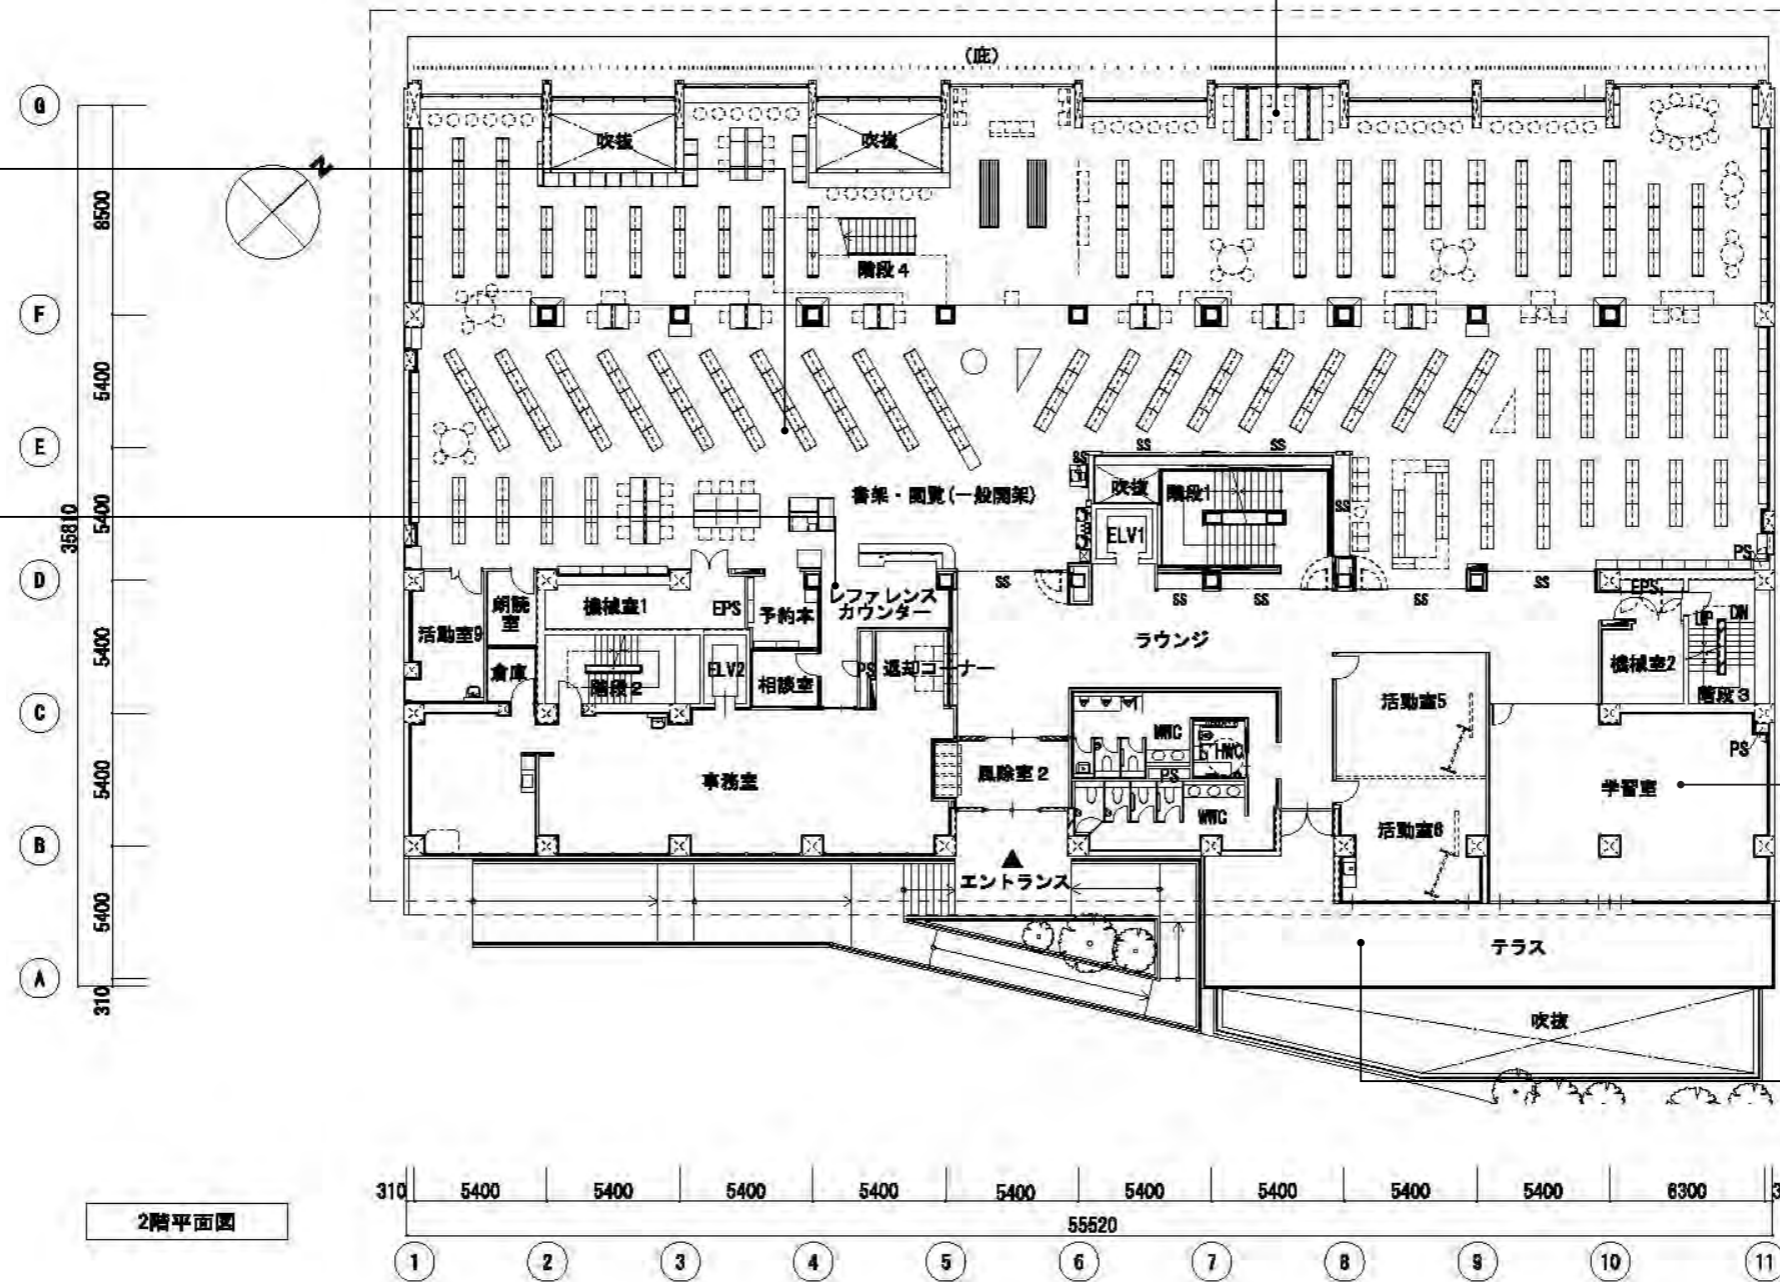 (庇)
G
吹抜
吹抜
N
8500
階段4
F
5400
E
SS
SS
SS
書架・閲覧(一般開架)
吹抜
階段1
SS
5400
35810
ELV1
PS
D
SS
EPS
機械室1
EPS
予約本
レファレンス
カウンター
SS
SS
SS
SS
UP
DN
朗読
室
活動室9
ラウンジ
5400
倉庫
階段2
ELV2
相談室
PS
返却コーナー
機械室2
階段3
C
活動室5
MWC
HWC
PS
PS
5400
事務室
風除室2
学習室
WWC
活動室6
B
エントランス
5400
テラス
A
310
吹抜
310
5400
5400
5400
5400
5400
5400
5400
5400
5400
6300
55520
2階平面図
1
2
3
4
5
6
7
8
9
10
11